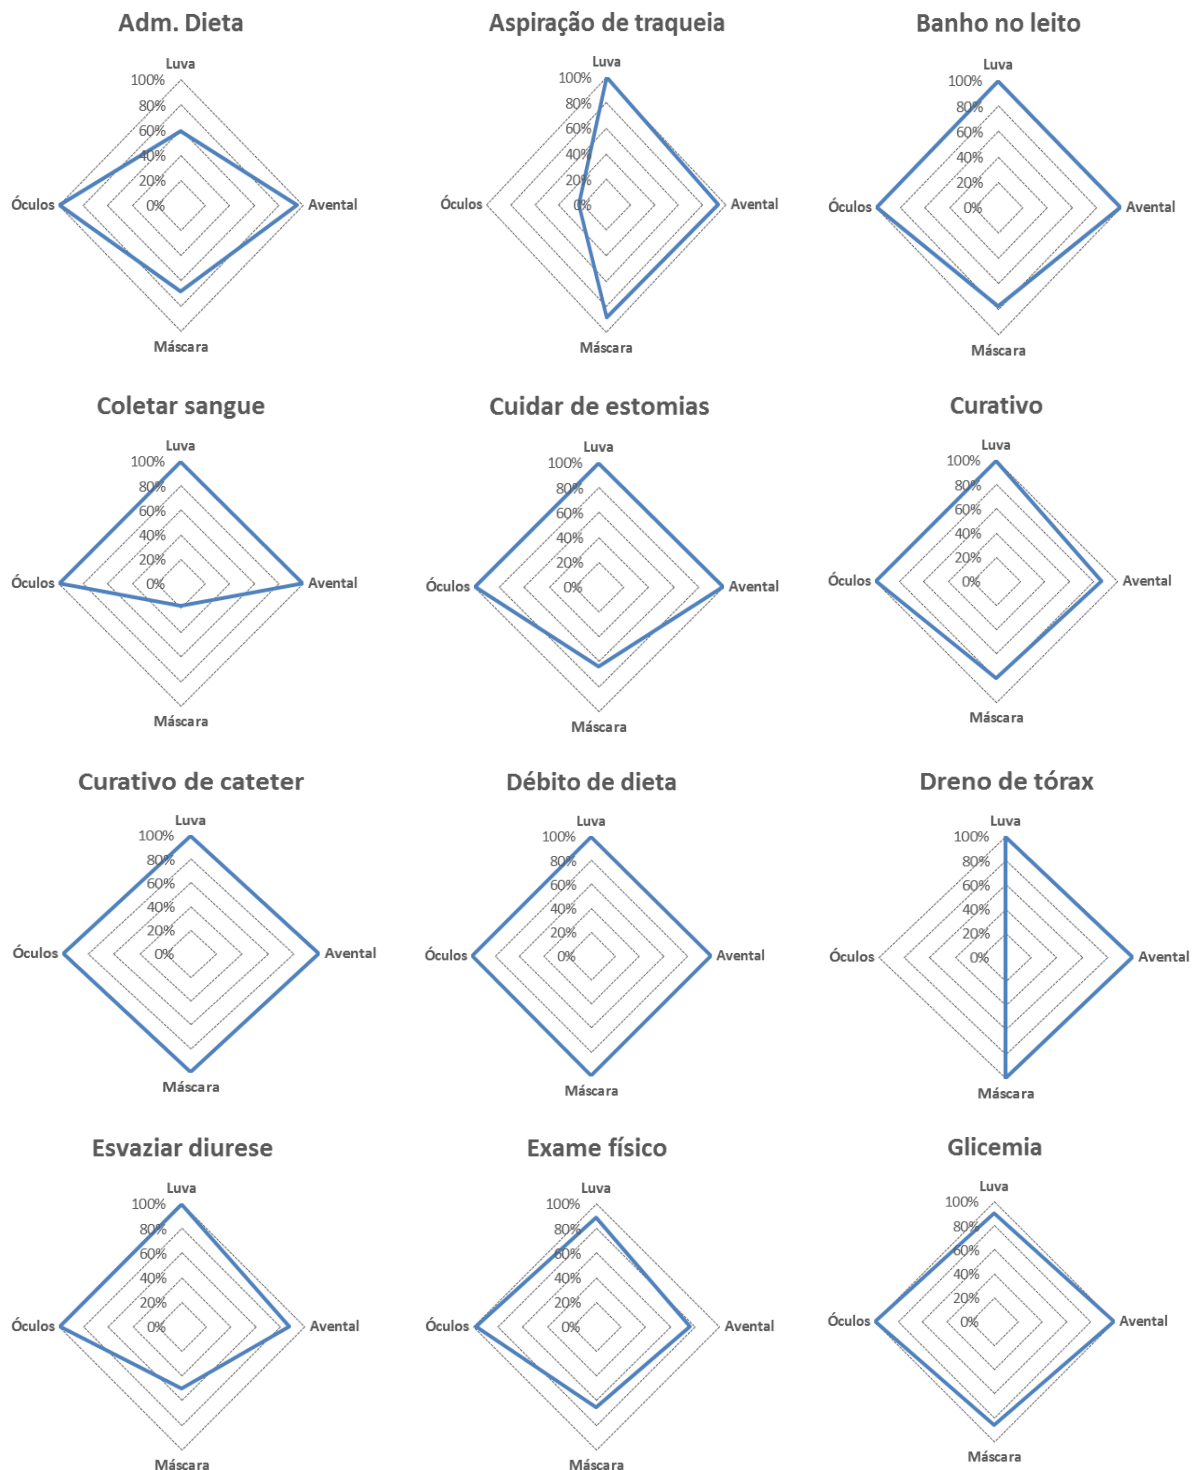 Adm. Dieta
Luva
100%
80%
60%
40%
20%
0%
Óculos
Avental
Máscara
Aspiração de traqueia
Luva
100%
80%
60%
40%
20%
0%
Óculos
Avental
Máscara
Banho no leito
Luva
100%
80%
60%
40%
20%
0%
Óculos
Avental
Máscara
Coletar sangue
Luva
100%
80%
60%
40%
20%
0%
Óculos
Avental
Máscara
Cuidar de estomias
Luva
100%
80%
60%
40%
20%
0%
Óculos
Avental
Máscara
Curativo
Luva
100%
80%
60%
40%
20%
0%
Óculos
Avental
Máscara
Curativo de cateter
Luva
100%
80%
60%
40%
20%
0%
Óculos
Avental
Máscara
Débito de dieta
Luva
100%
80%
60%
40%
20%
0%
Óculos
Avental
Máscara
Dreno de tórax
Luva
100%
80%
60%
40%
20%
0%
Óculos
Avental
Máscara
Esvaziar diurese
Luva
100%
80%
60%
40%
20%
0%
Óculos
Avental
Máscara
Exame físico
Luva
100%
80%
60%
40%
20%
0%
Óculos
Avental
Máscara
Glicemia
Luva
100%
80%
60%
40%
20%
0%
Óculos
Avental
Máscara